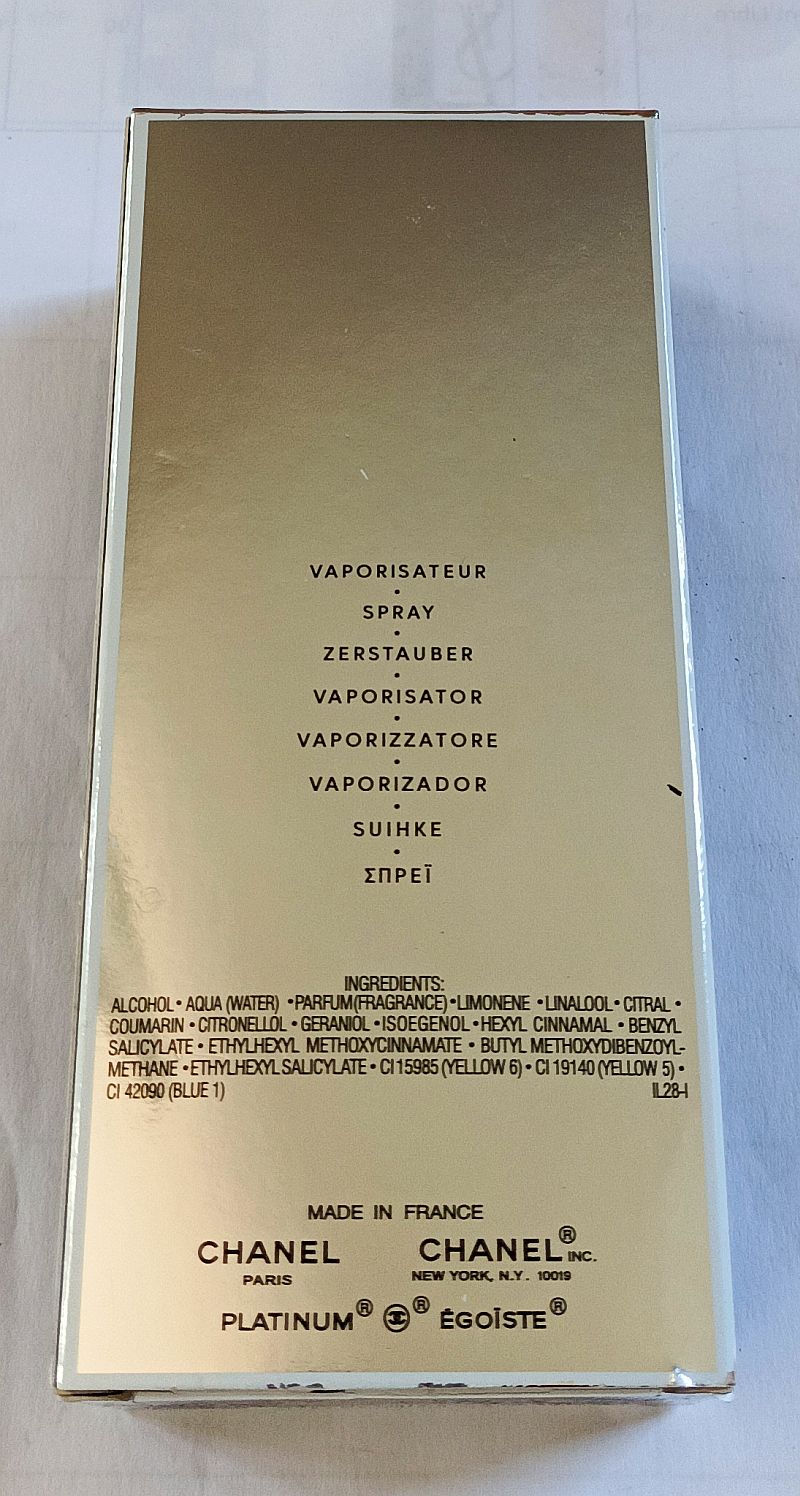 VAPORISATEUR
•
SPRAY
•
ZERSTAUBER
•
VAPORISATOR
•
VAPORIZZATORE
•
VAPORIZADOR
•
SUIHKE
•
ΣΠΡΕΪ
INGREDIENTS:
ALCOHOL • AQUA (WATER) • PARFUM(FRAGRANCE) • LIMONENE • LINALOOL • CITRAL •
COUMARIN • CITRONELLOL • GERANIOL • ISOEGENOL • HEXYL CINNAMAL • BENZYL
SALICYLATE • ETHYLHEXYL METHOXYCINNAMATE • BUTYL METHOXYDIBENZOYL-
METHANE • ETHYLHEXYL SALICYLATE • CI 15985 (YELLOW 6) • CI 19140 (YELLOW 5) •
CI 42090 (BLUE 1) IL28-I
MADE IN FRANCE
CHANEL CHANEL® INC.
PARIS NEW YORK, N.Y. 10019
PLATINUM® ® ÉGOÏSTE®